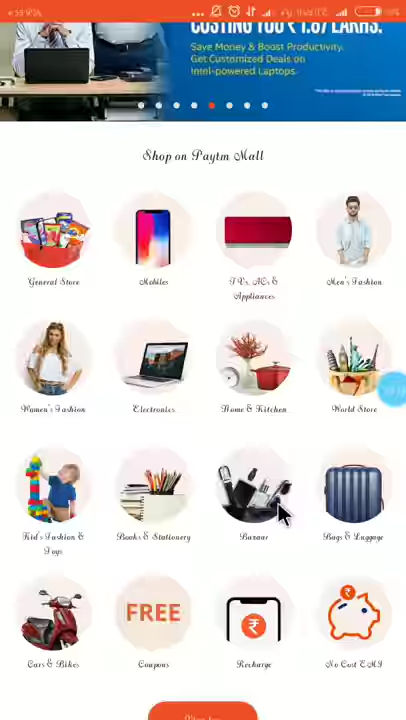 COSTING YOU ₹ 1.67 LAKHS.
Save Money & Boost Productivity.
Get Customized Deals on
Intel-powered Laptops.
Shop on Paytm Mall
General Store
Mobiles
TVs, ACs &
Appliances
Men's Fashion
Women's Fashion
Electronics
Home & Kitchen
World Store
Kid's Fashion &
Toys
Books & Stationery
Bazaar
Bags & Luggage
FREE
Cars & Bikes
Coupons
Recharge
No Cost EMI